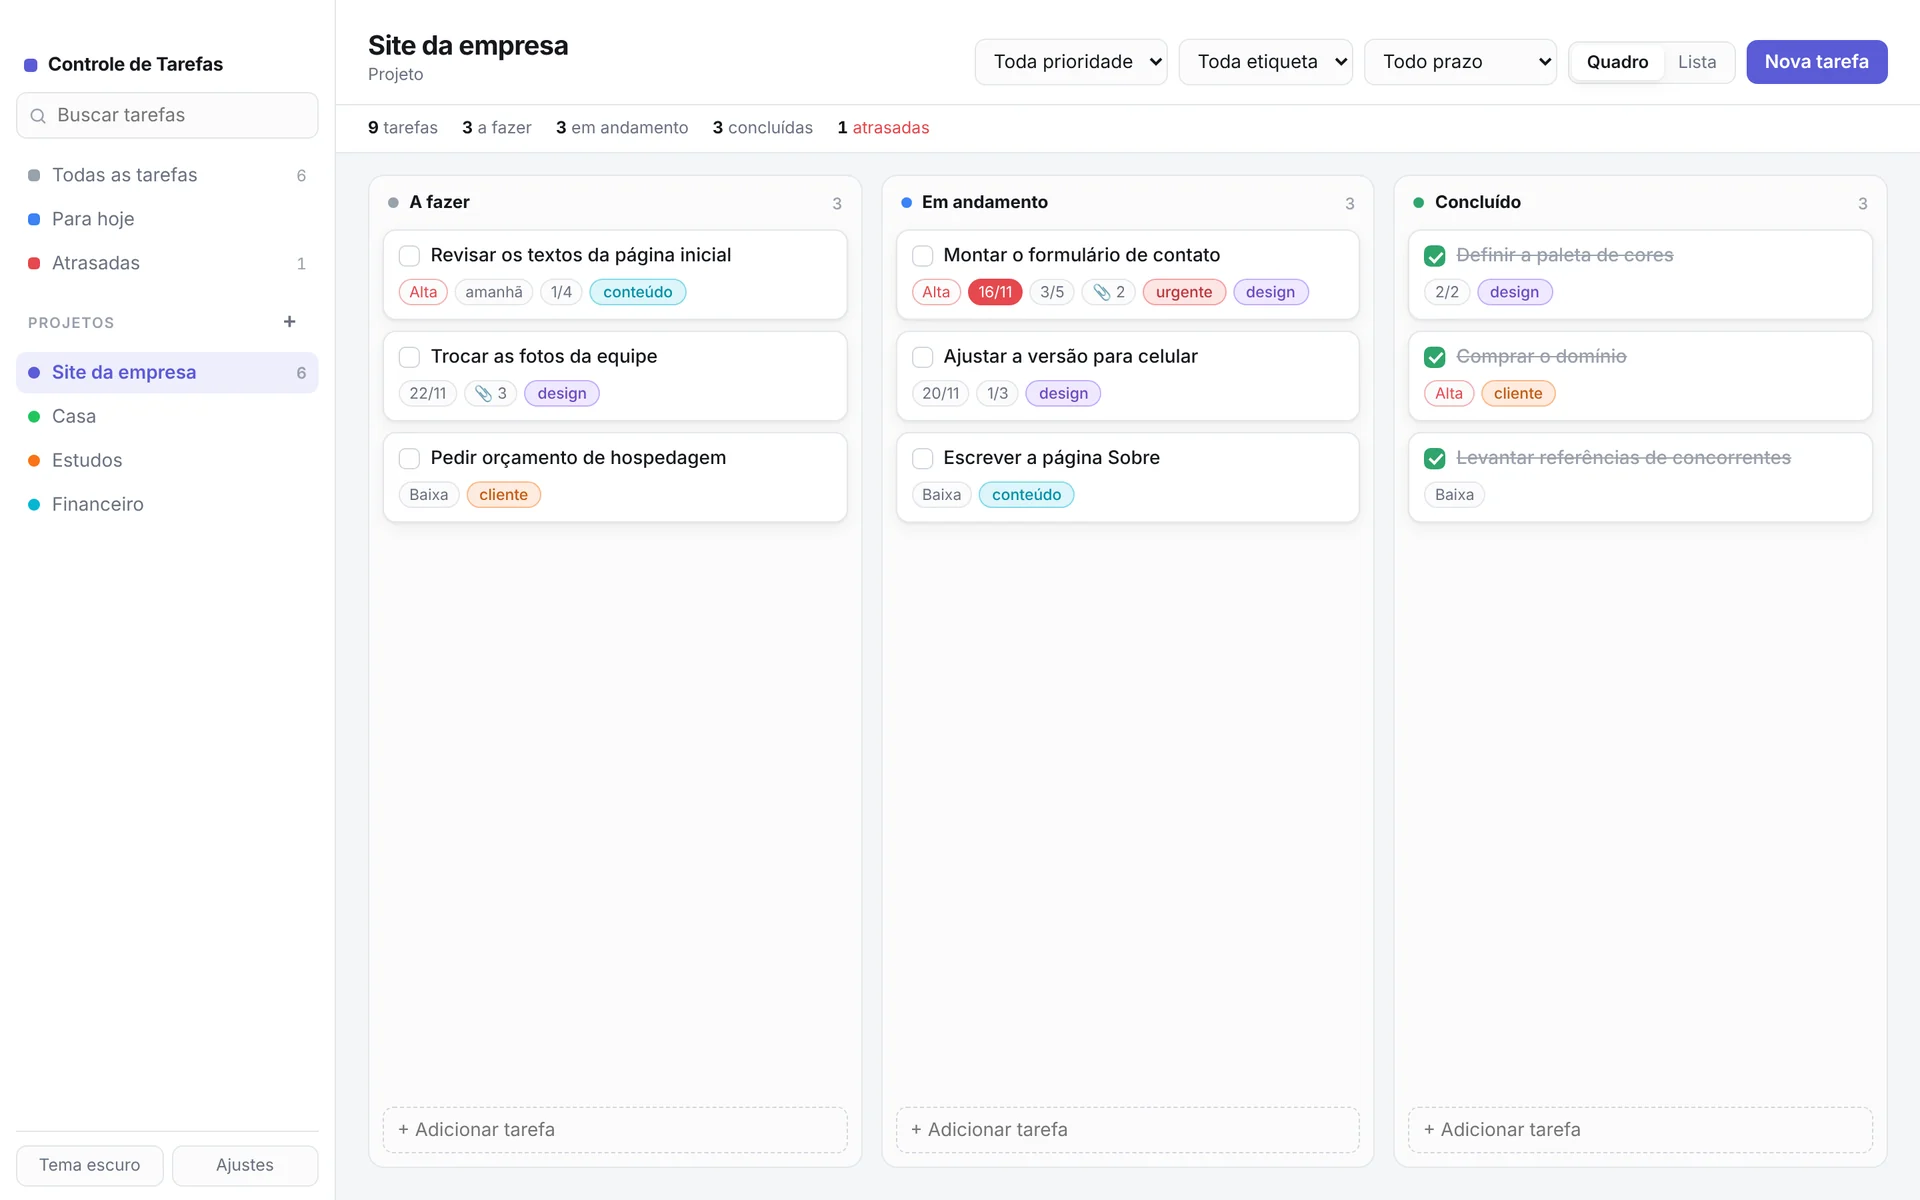 Controle de Tarefas
Buscar tarefas
Todas as tarefas 6
Para hoje
Atrasadas 1
PROJETOS +
Site da empresa 6
Casa
Estudos
Financeiro
Tema escuro Ajustes
Site da empresa
Projeto
Toda prioridade Toda etiqueta Todo prazo Quadro Lista Nova tarefa
9 tarefas 3 a fazer 3 em andamento 3 concluídas 1 atrasadas
A fazer 3
Revisar os textos da página inicial
Alta amanhã 1/4 conteúdo
Trocar as fotos da equipe
22/11 3 design
Pedir orçamento de hospedagem
Baixa cliente
+ Adicionar tarefa
Em andamento 3
Montar o formulário de contato
Alta 16/11 3/5 2 urgente design
Ajustar a versão para celular
20/11 1/3 design
Escrever a página Sobre
Baixa conteúdo
+ Adicionar tarefa
Concluído 3
Definir a paleta de cores
2/2 design
Comprar o domínio
Alta cliente
Levantar referências de concorrentes
Baixa
+ Adicionar tarefa